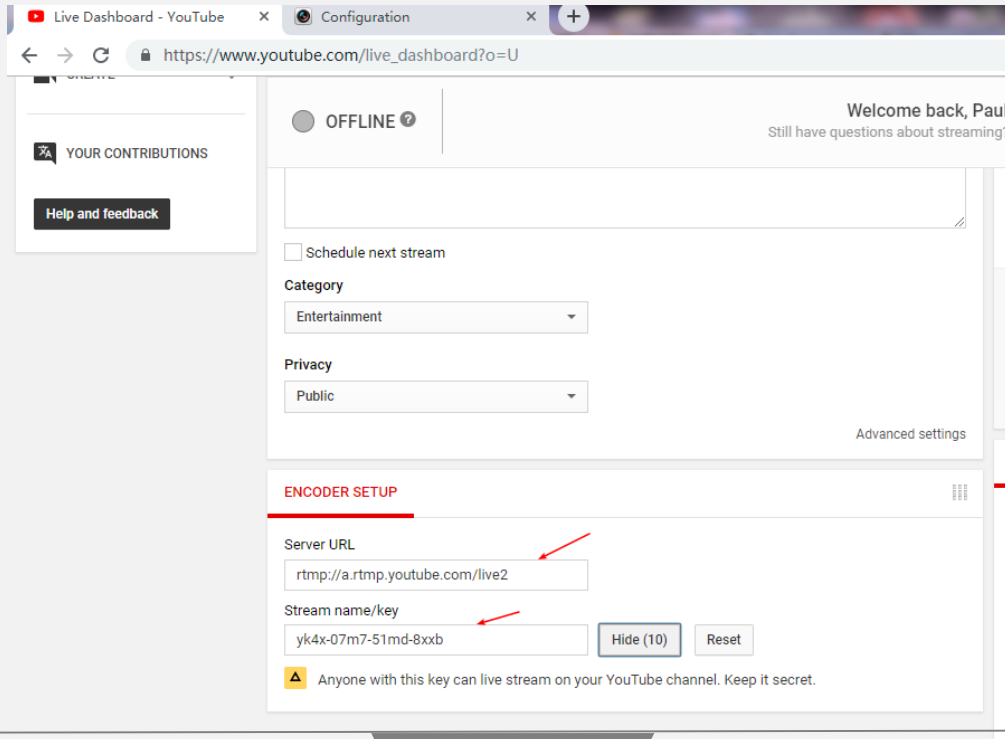 Live Dashboard - YouTube
Configuration
https://www.youtube.com/live_dashboard?o=U
CREATE
OFFLINE
Welcome back, Paul
Still have questions about streaming?
YOUR CONTRIBUTIONS
Help and feedback
Schedule next stream
Category
Entertainment
Privacy
Public
Advanced settings
ENCODER SETUP
Server URL
rtmp://a.rtmp.youtube.com/live2
Stream name/key
yk4x-07m7-51md-8xxb
Hide (10)
Reset
Anyone with this key can live stream on your YouTube channel. Keep it secret.